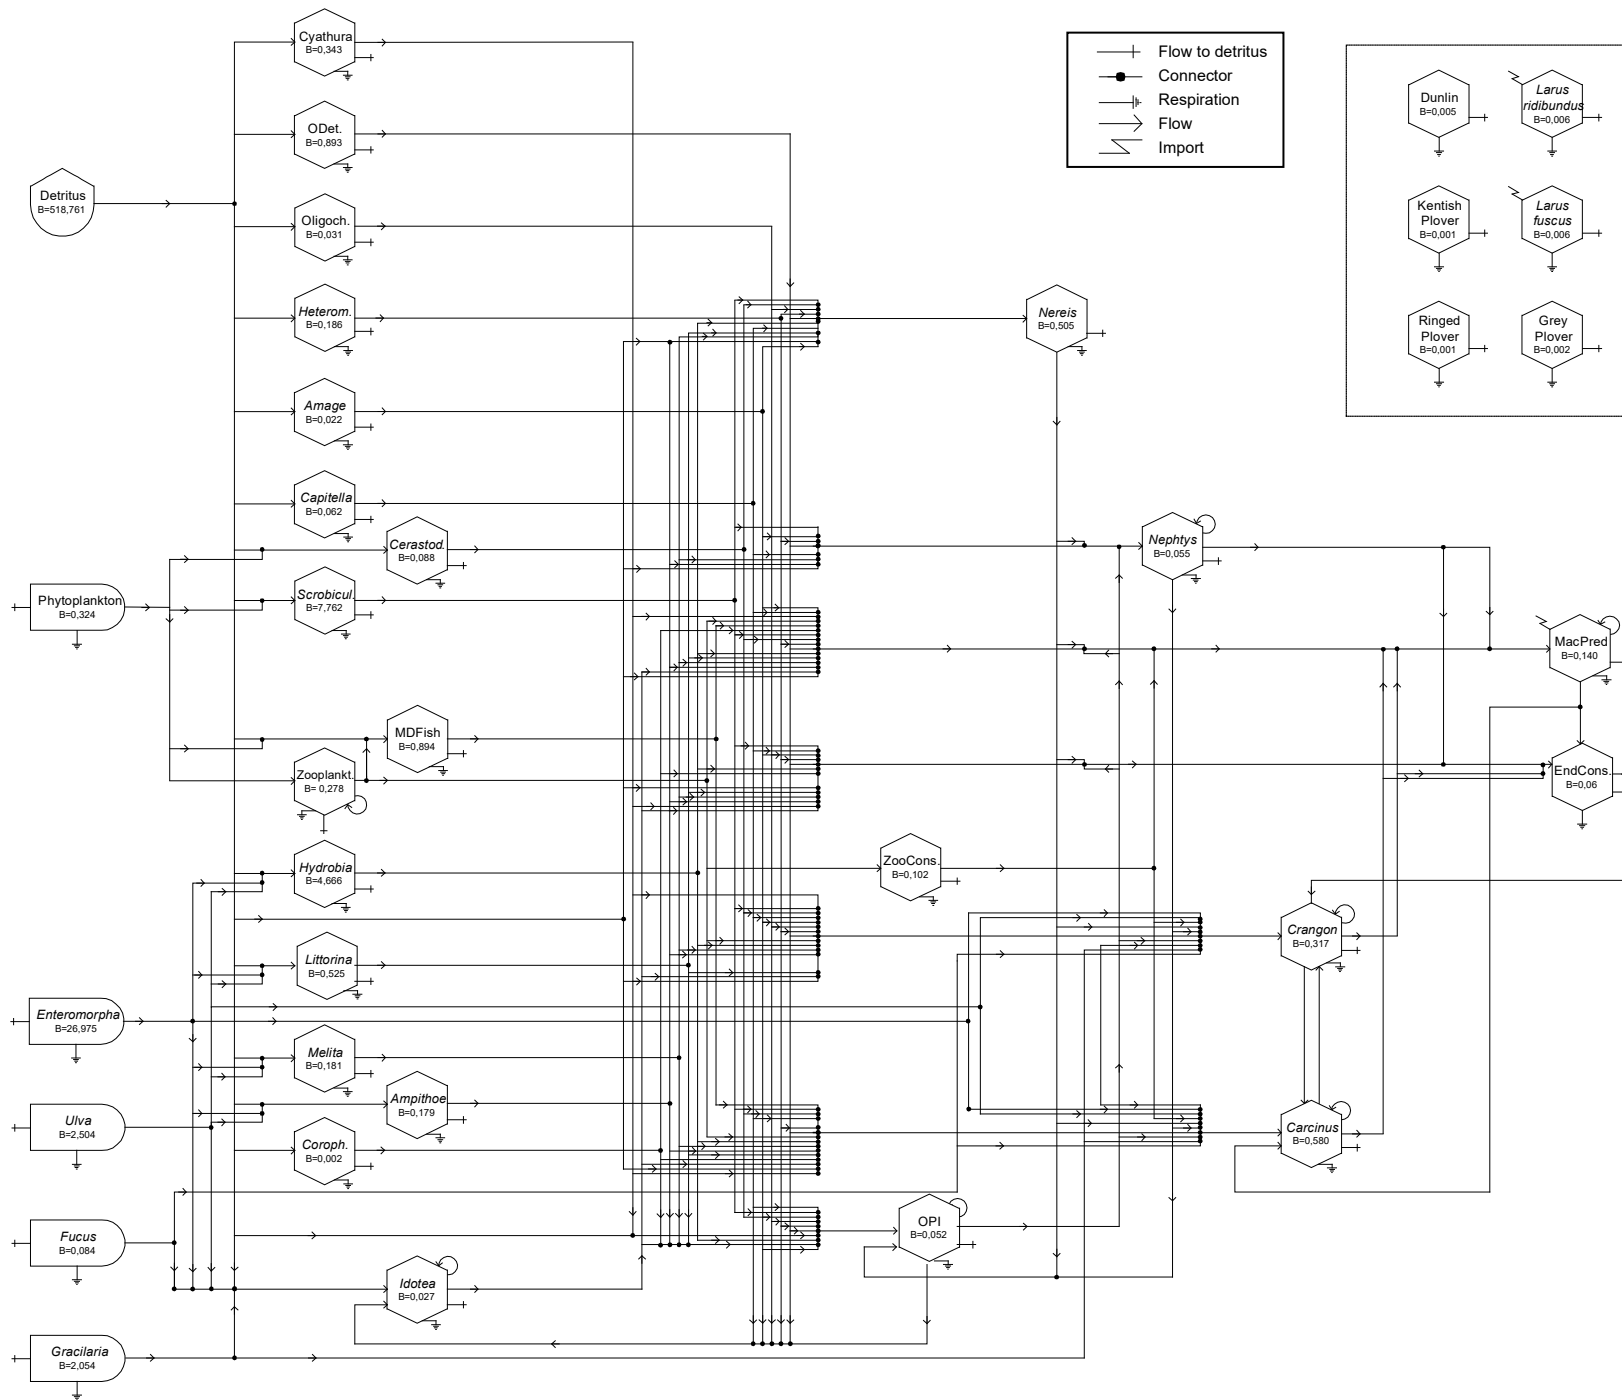 Cyathura
B=0,343
ODet.
B=0,893
Detritus
B=518,761
Oligoch.
B=0,031
Heterom.
B=0,186
Amage
B=0,022
Capitella
B=0,062
Cerastod.
B=0,088
Phytoplankton
B=0,324
Scrobicul.
B=7,762
MDFish
B=0,894
Zooplankt.
B= 0,278
Hydrobia
B=4,666
Littorina
B=0,525
Enteromorpha
B=26,975
Melita
B=0,181
Ampithoe
B=0,179
Ulva
B=2,504
Coroph.
B=0,002
Fucus
B=0,084
Idotea
B=0,027
Gracilaria
B=2,054
Nereis
B=0,505
Nephtys
B=0,055
ZooCons.
B=0,102
OPI
B=0,052
Crangon
B=0,317
Carcinus
B=0,580
MacPred
B=0,140
EndCons.
B=0,06
Flow to detritus
Connector
Respiration
Flow
Import
Dunlin
B=0,005
Larus
ridibundus
B=0,006
Kentish
Plover
B=0,001
Larus
fuscus
B=0,006
Ringed
Plover
B=0,001
Grey
Plover
B=0,002